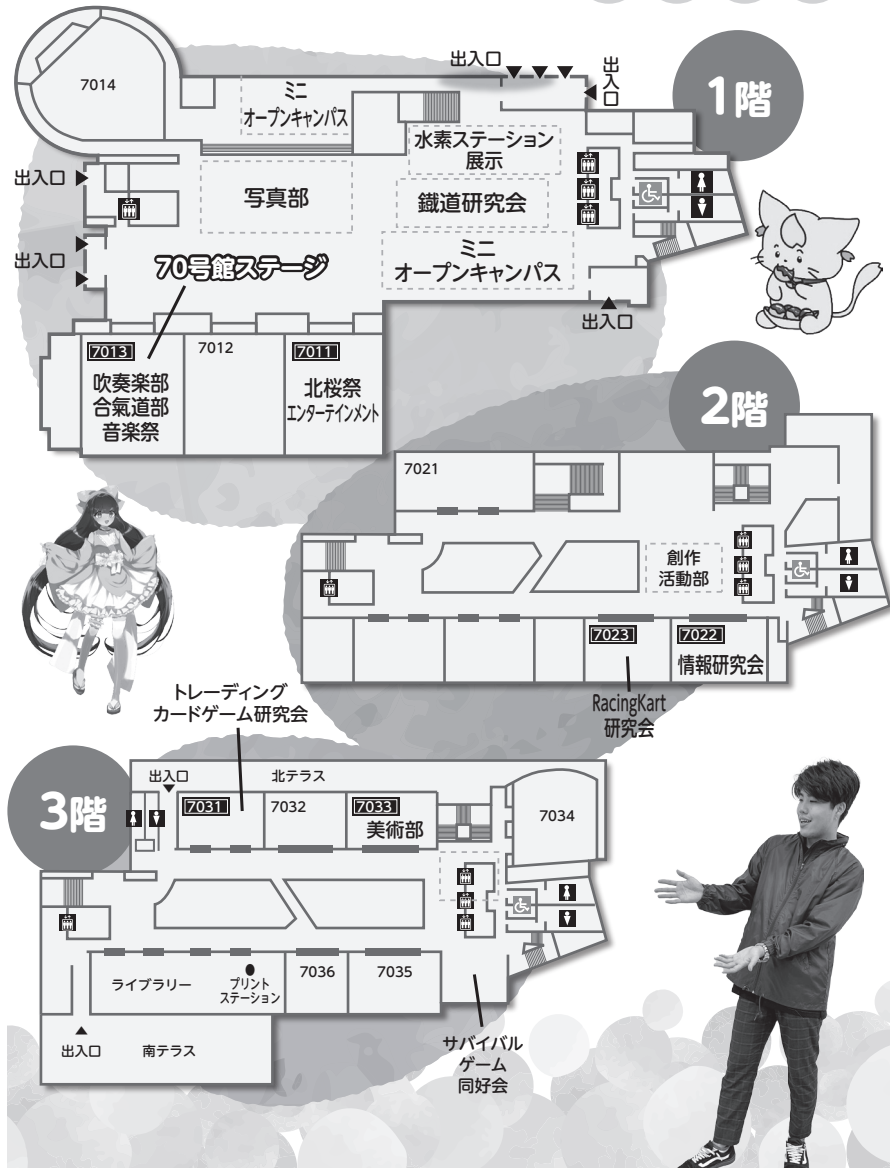 1階
出入口
出入口
7014
ミニ
オープンキャンパス
水素ステーション
展示
出入口
写真部
鐵道研究会
出入口
70号館ステージ
ミニ
オープンキャンパス
出入口
7013
吹奏楽部
合氣道部
音楽祭
7012
7011
北桜祭
エンターテインメント
2階
7021
創作
活動部
7023
7022
情報研究会
RacingKart
研究会
トレーディング
カードゲーム研究会
3階
出入口
北テラス
7031
7032
7033
美術部
7034
ライブラリー
プリント
ステーション
7036
7035
出入口
南テラス
サバイバル
ゲーム
同好会